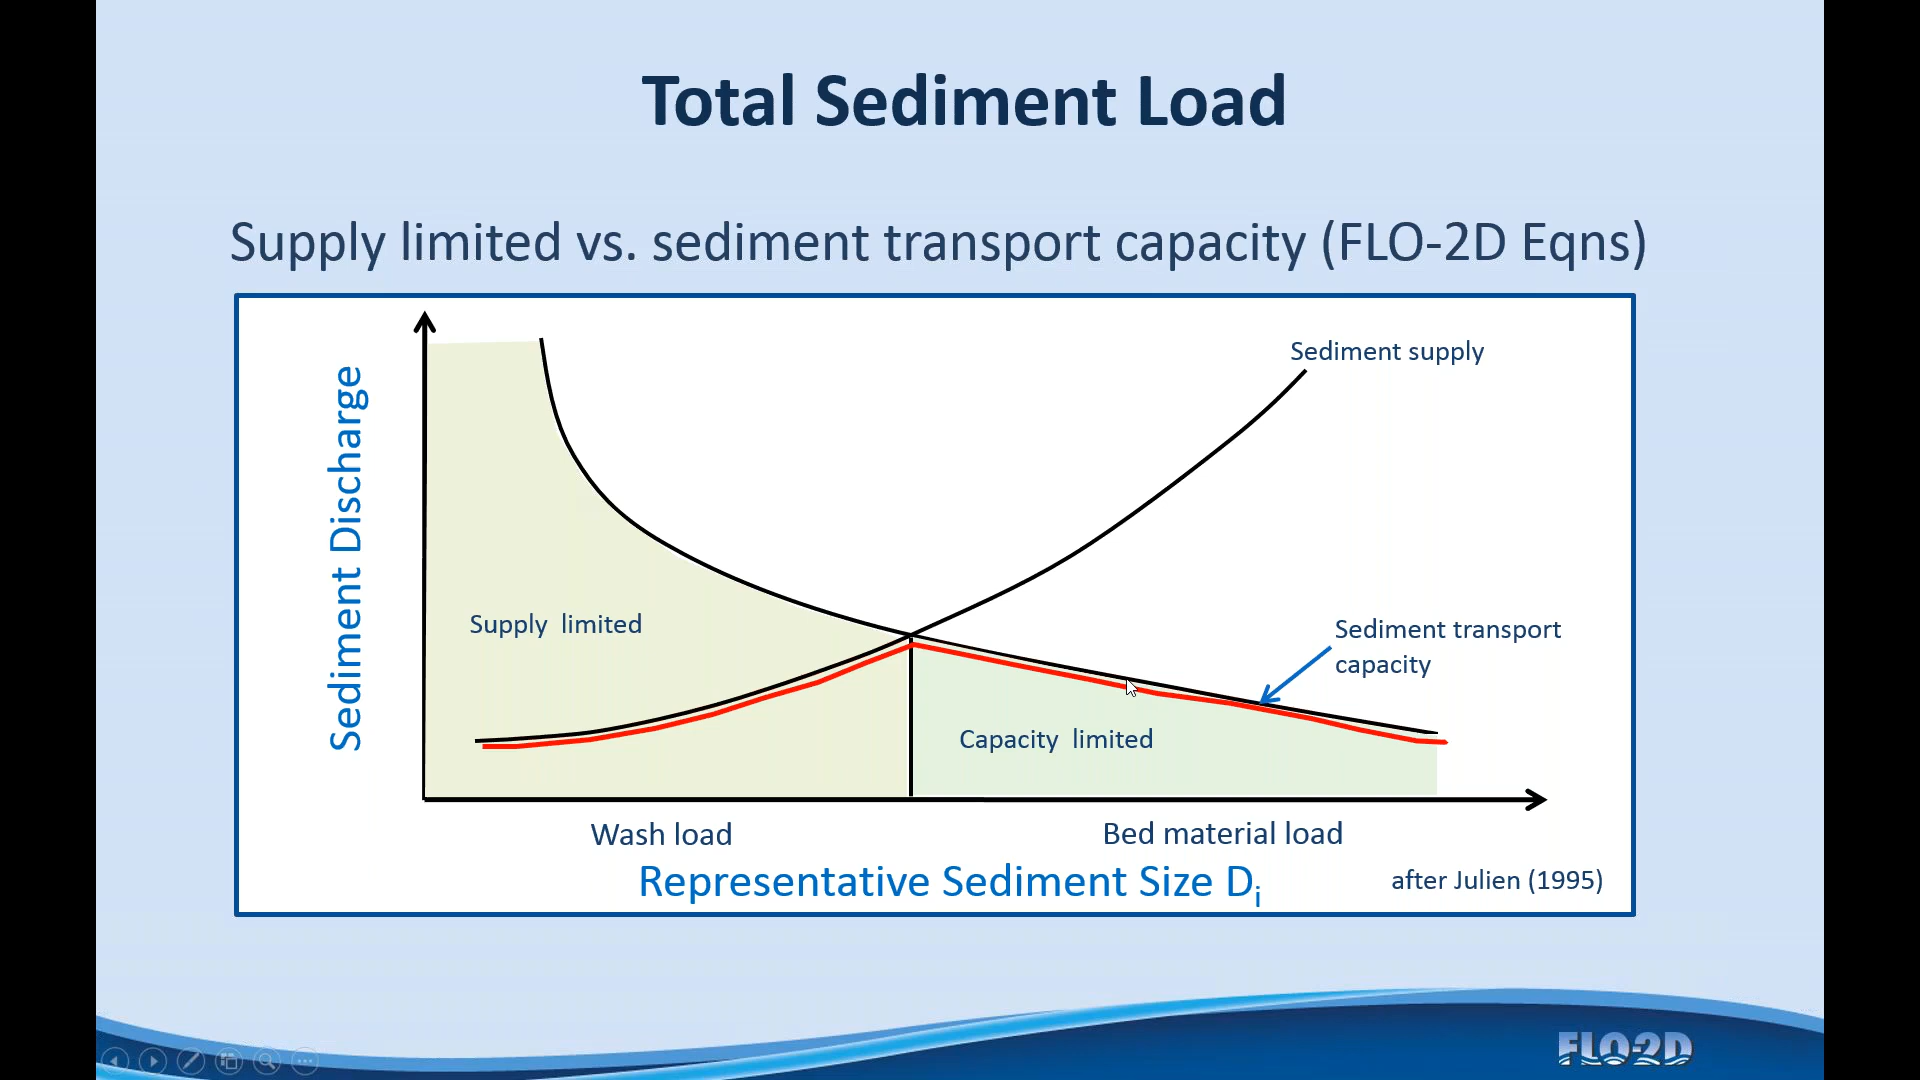 Total Sediment Load
Supply limited vs. sediment transport capacity (FLO-2D Eqns)
Sediment Discharge
Sediment supply
Supply limited
Sediment transport
capacity
Capacity limited
Wash load
Bed material load
Representative Sediment Size Di
after Julien (1995)
FLO-2D